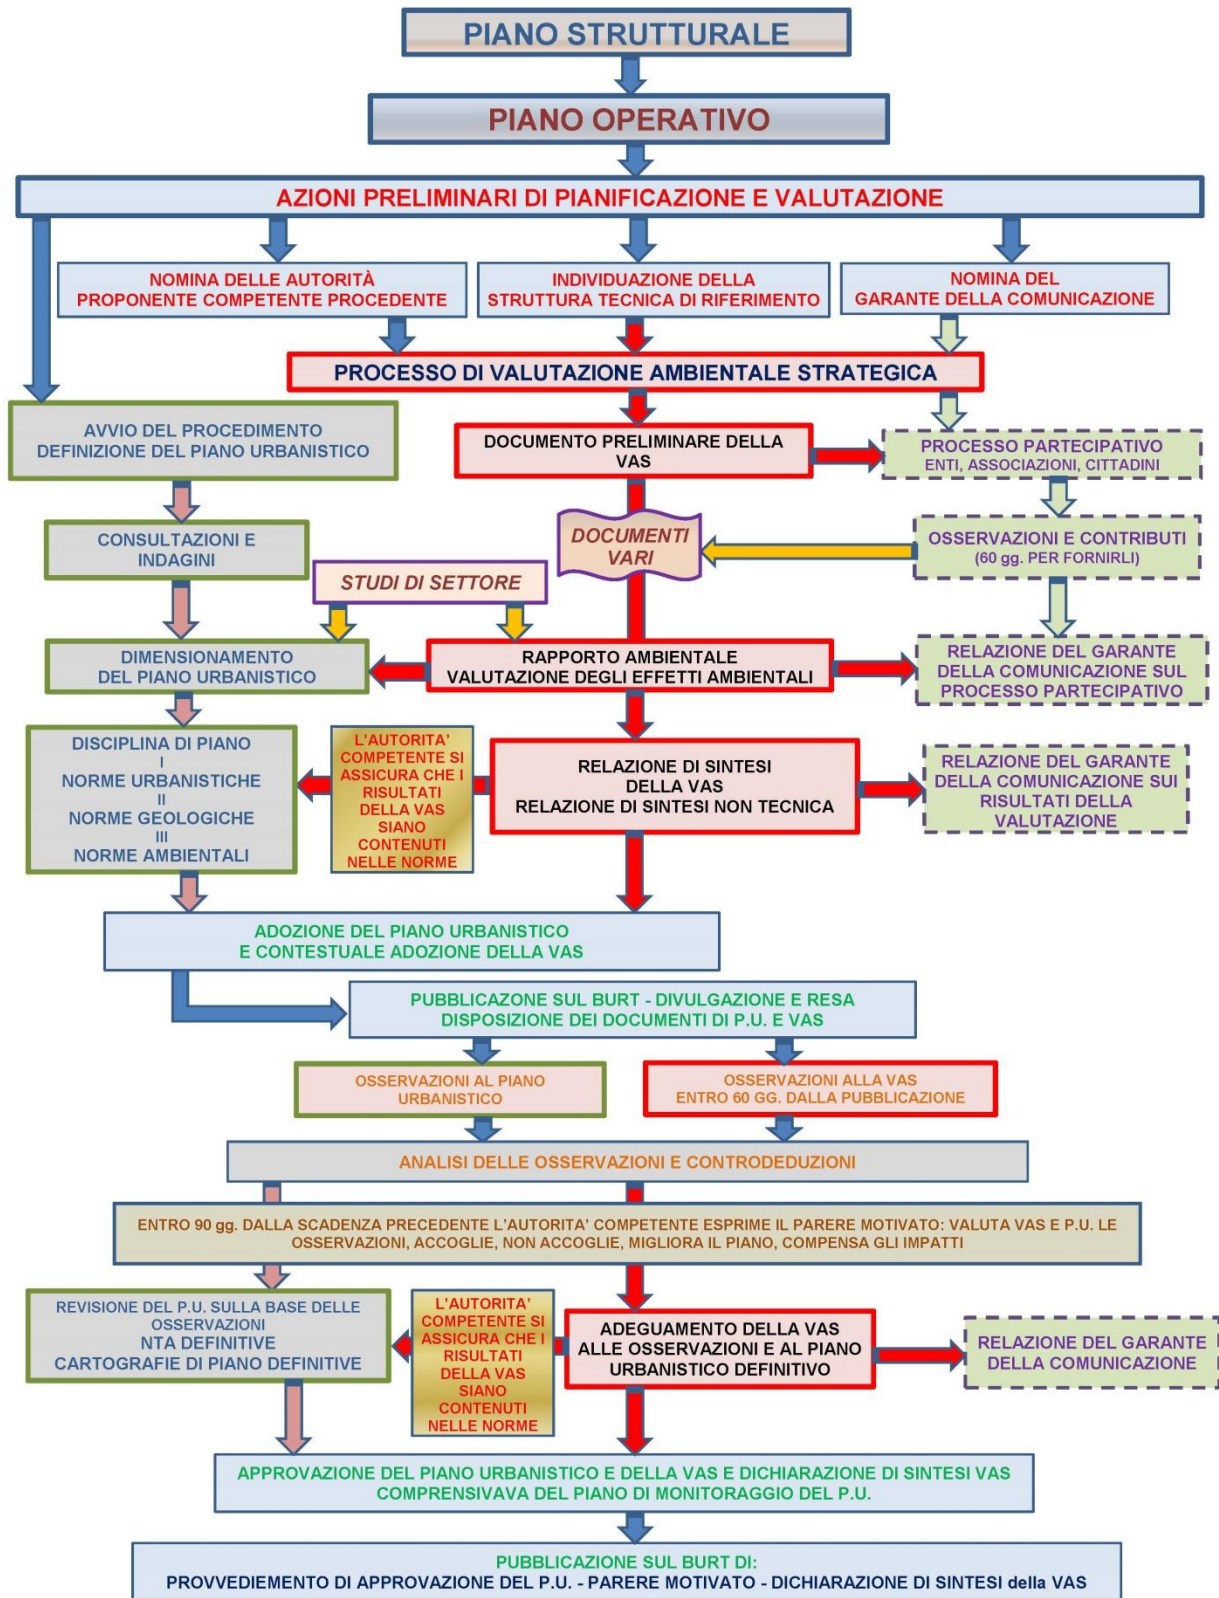 PIANO STRUTTURALE
PIANO OPERATIVO
AZIONI PRELIMINARI DI PIANIFICAZIONE E VALUTAZIONE
NOMINA DELLE AUTORITÀ
PROPONENTE COMPETENTE PROCEDENTE
INDIVIDUAZIONE DELLA
STRUTTURA TECNICA DI RIFERIMENTO
NOMINA DEL
GARANTE DELLA COMUNICAZIONE
PROCESSO DI VALUTAZIONE AMBIENTALE STRATEGICA
AVVIO DEL PROCEDIMENTO
DEFINIZIONE DEL PIANO URBANISTICO
DOCUMENTO PRELIMINARE DELLA
VAS
PROCESSO PARTECIPATIVO
ENTI, ASSOCIAZIONI, CITTADINI
CONSULTAZIONI E
INDAGINI
DOCUMENTI
VARI
OSSERVAZIONI E CONTRIBUTI
(60 gg. PER FORNIRLI)
STUDI DI SETTORE
DIMENSIONAMENTO
DEL PIANO URBANISTICO
RAPPORTO AMBIENTALE
VALUTAZIONE DEGLI EFFETTI AMBIENTALI
RELAZIONE DEL GARANTE
DELLA COMUNICAZIONE SUL
PROCESSO PARTECIPATIVO
DISCIPLINA DI PIANO
I
NORME URBANISTICHE
II
NORME GEOLOGICHE
III
NORME AMBIENTALI
L'AUTORITA'
COMPETENTE SI
ASSICURA CHE I
RISULTATI
DELLA VAS
SIANO
CONTENUTI
NELLE NORME
RELAZIONE DI SINTESI
DELLA VAS
RELAZIONE DI SINTESI NON TECNICA
RELAZIONE DEL GARANTE
DELLA COMUNICAZIONE SUI
RISULTATI DELLA
VALUTAZIONE
ADOZIONE DEL PIANO URBANISTICO
E CONTESTUALE ADOZIONE DELLA VAS
PUBBLICAZONE SUL BURT - DIVULGAZIONE E RESA
DISPOSIZIONE DEI DOCUMENTI DI P.U. E VAS
OSSERVAZIONI AL PIANO
URBANISTICO
OSSERVAZIONI ALLA VAS
ENTRO 60 GG. DALLA PUBBLICAZIONE
ANALISI DELLE OSSERVAZIONI E CONTRODEDUZIONI
ENTRO 90 gg. DALLA SCADENZA PRECEDENTE L'AUTORITA' COMPETENTE ESPRIME IL PARERE MOTIVATO: VALUTA VAS E P.U. LE
OSSERVAZIONI, ACCOGLIE, NON ACCOGLIE, MIGLIORA IL PIANO, COMPENSA GLI IMPATTI
REVISIONE DEL P.U. SULLA BASE DELLE
OSSERVAZIONI
NTA DEFINITIVE
CARTOGRAFIE DI PIANO DEFINITIVE
L'AUTORITA'
COMPETENTE SI
ASSICURA CHE I
RISULTATI
DELLA VAS
SIANO
CONTENUTI
NELLE NORME
ADEGUAMENTO DELLA VAS
ALLE OSSERVAZIONI E AL PIANO
URBANISTICO DEFINITIVO
RELAZIONE DEL GARANTE
DELLA COMUNICAZIONE
APPROVAZIONE DEL PIANO URBANISTICO E DELLA VAS E DICHIARAZIONE DI SINTESI VAS
COMPRENSIVAVA DEL PIANO DI MONITORAGGIO DEL P.U.
PUBBLICAZIONE SUL BURT DI:
PROVVEDIEMENTO DI APPROVAZIONE DEL P.U. - PARERE MOTIVATO - DICHIARAZIONE DI SINTESI della VAS